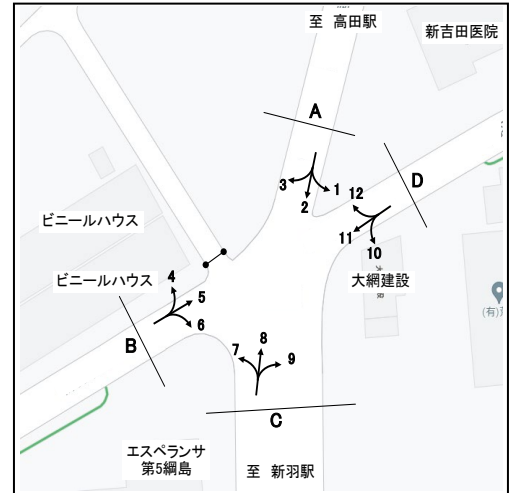 至 高田駅
新吉田医院
A
D
3
1
2
12
11
10
ビニールハウス
ビニールハウス
大網建設
4
5
6
(有)
B
7
8
9
C
エスペランサ
第5綱島
至 新羽駅